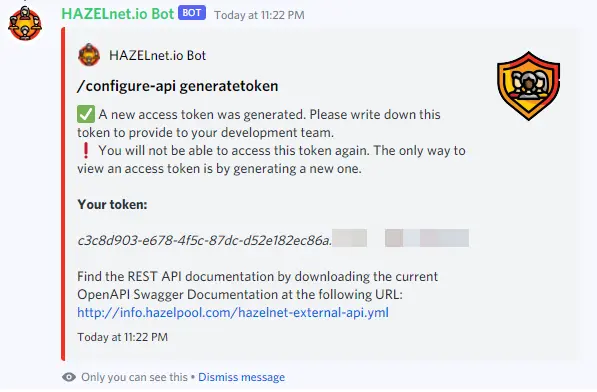 HAZELnet.io Bot BOT Today at 11:22 PM
HAZELnet.io Bot
/configure-api generatetoken
✅ A new access token was generated. Please write down this
token to provide to your development team.
❗ You will not be able to access this token again. The only way to
view an access token is by generating a new one.
Your token:
c3c8d903-e678-4f5c-87dc-d52e182ec86a.
Find the REST API documentation by downloading the current
OpenAPI Swagger Documentation at the following URL:
http://info.hazelpool.com/hazelnet-external-api.yml
Today at 11:22 PM
Only you can see this • Dismiss message